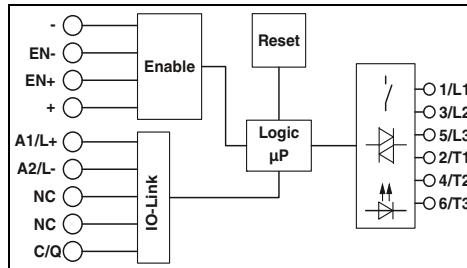 -
EN-
EN+
+
Enable
Reset
A1/L+
A2/L-
NC
NC
C/Q
IO-Link
Logic
µP
1/L1
3/L2
5/L3
2/T1
4/T2
6/T3